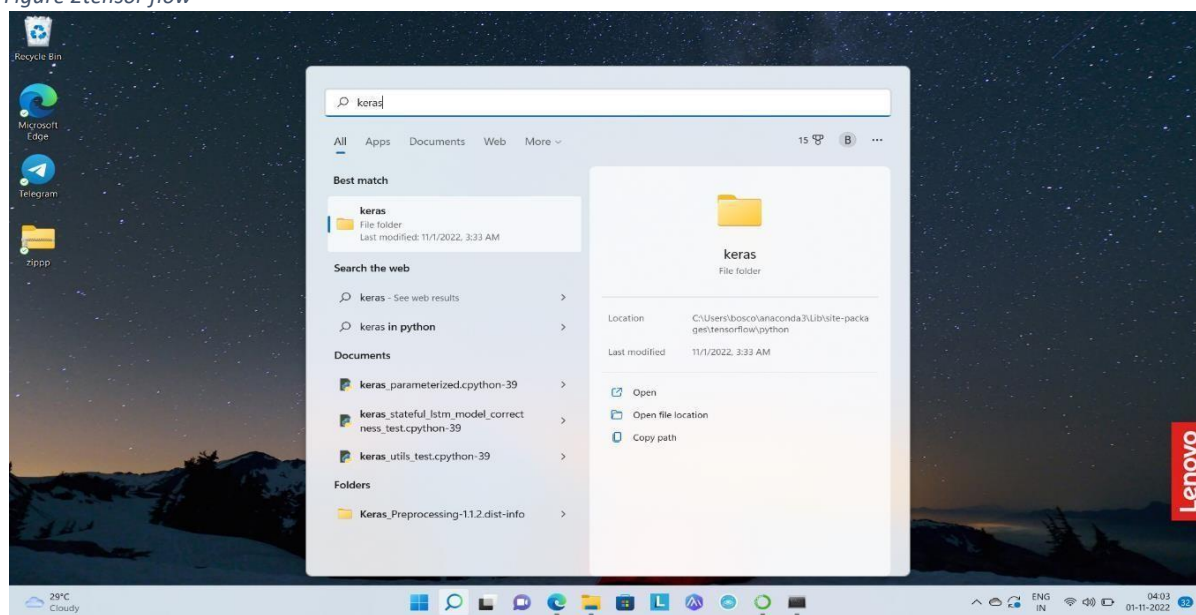 Figure 2tensor flow
Recycle Bin
Microsoft
Edge
Telegram
zippp
keras
All Apps Documents Web More
15 B ...
Best match
keras
File folder
Last modified: 11/1/2022, 3:33 AM
Search the web
keras - See web results
keras in python
Documents
keras_parameterized.cpython-39
keras_stateful_lstm_model_correct
ness_test.cpython-39
keras_utils_test.cpython-39
Folders
Keras_Preprocessing-1.1.2.dist-info
keras
File folder
Location C:\Users\bosco\anaconda3\Lib\site-packa
ges\tensorflow\python
Last modified 11/1/2022, 3:33 AM
Open
Open file location
Copy path
Lenovo
29°C
Cloudy
L
ENG
IN
04:03
01-11-2022
32